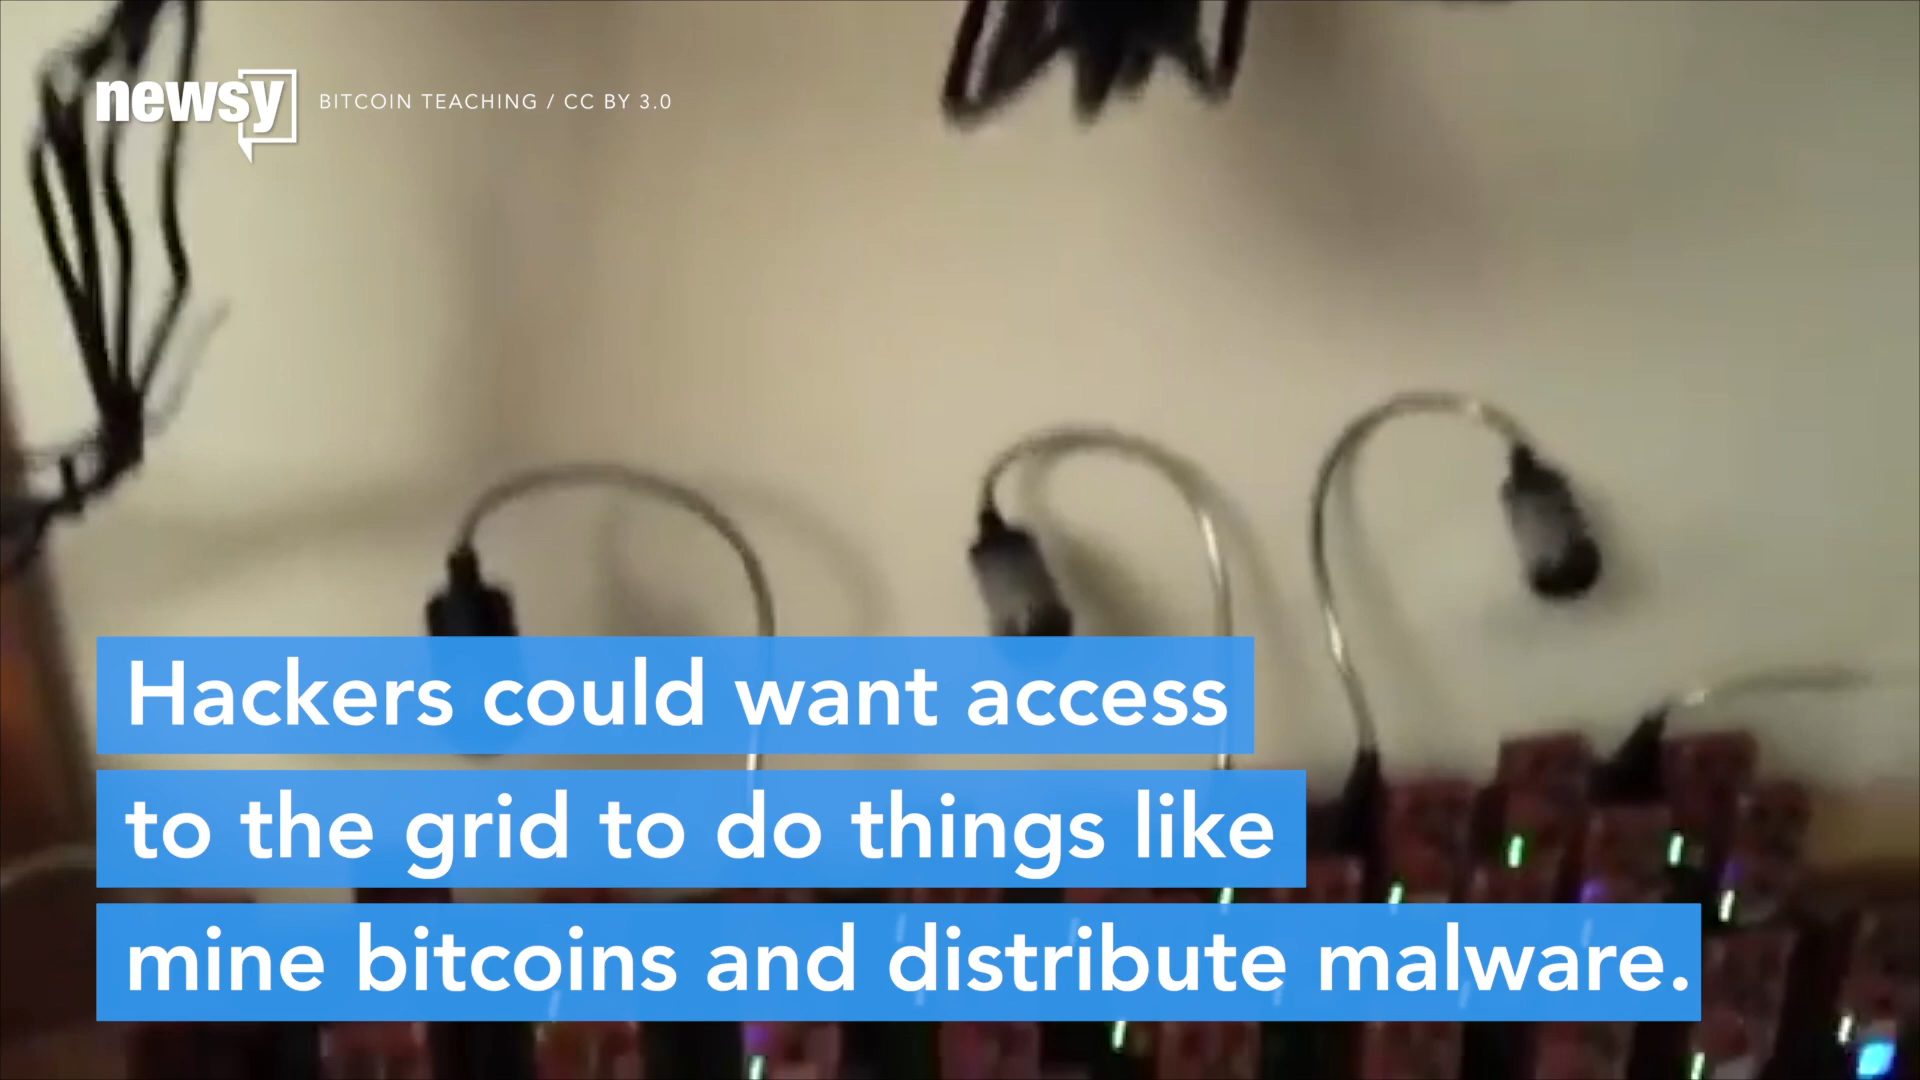 newsy
BITCOIN TEACHING / CC BY 3.0
Hackers could want access
to the grid to do things like
mine bitcoins and distribute malware.